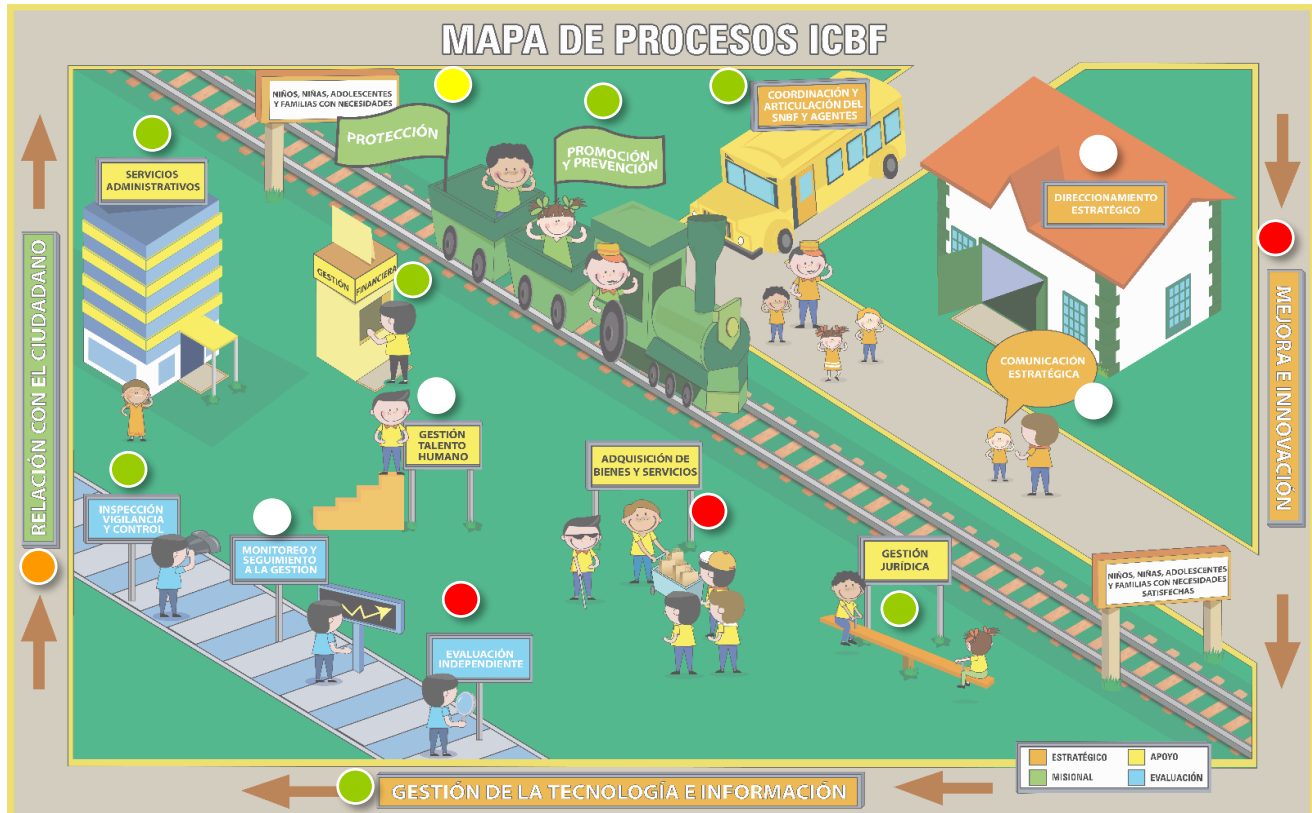 MAPA DE PROCESOS ICBF
NIÑOS, NIÑAS, ADOLESCENTES
Y FAMILIAS CON NECESIDADES
PROTECCIÓN
PROMOCIÓN
Y PREVENCIÓN
COORDINACIÓN Y
ARTICULACIÓN DEL
SNBF Y AGENTES
SERVICIOS
ADMINISTRATIVOS
DIRECCIONAMIENTO
ESTRATÉGICO
GESTIÓN
FINANCIERA
RELACIÓN CON EL CIUDADANO
MEJORA E INNOVACIÓN
COMUNICACIÓN
ESTRATÉGICA
GESTIÓN
TALENTO
HUMANO
ADQUISICIÓN DE
BIENES Y SERVICIOS
INSPECCIÓN
VIGILANCIA
Y CONTROL
MONITOREO Y
SEGUIMIENTO
A LA GESTIÓN
GESTIÓN
JURÍDICA
NIÑOS, NIÑAS, ADOLESCENTES
Y FAMILIAS CON NECESIDADES
SATISFECHAS
EVALUACIÓN
INDEPENDIENTE
ESTRATÉGICO
APOYO
MISIONAL
EVALUACIÓN
GESTIÓN DE LA TECNOLOGÍA E INFORMACIÓN